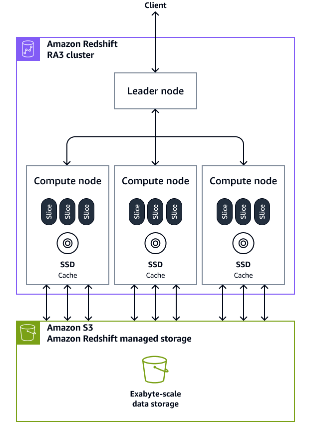 Client
Amazon Redshift
RA3 cluster
Leader node
Compute node
Slice
Slice
Slice
SSD
Cache
Compute node
Slice
Slice
Slice
SSD
Cache
Compute node
Slice
Slice
Slice
SSD
Cache
Amazon S3
Amazon Redshift managed storage
Exabyte-scale
data storage